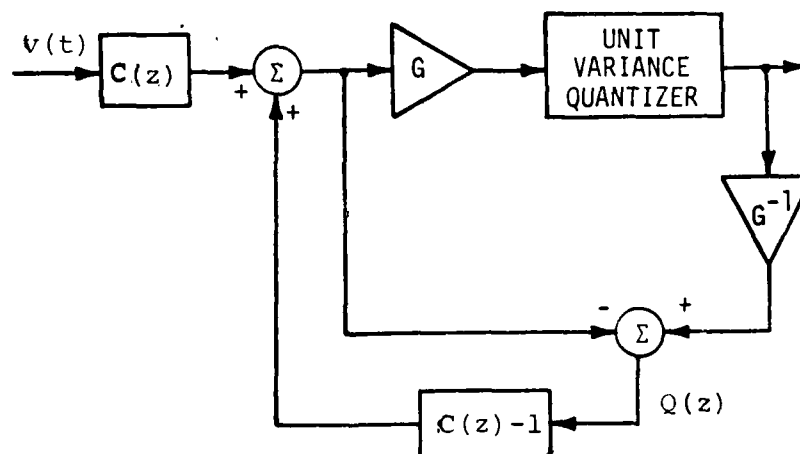 v(t)
C(z)
+
Σ
+
G
UNIT
VARIANCE
QUANTIZER
G-1
-
+
Σ
Q(z)
C(z)-1